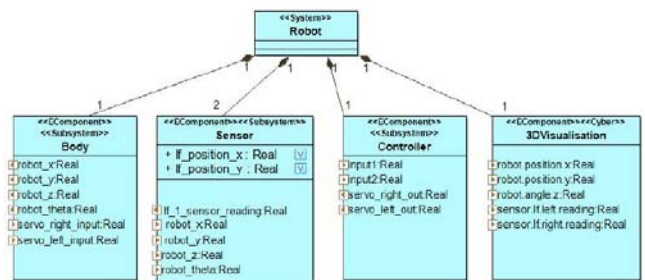 <<System>>
Robot
1
1
1
1
1
2
1
1
<<EComponent>>
<<Subsystem>>
Body
robot_x:Real
robot_y:Real
robot_z:Real
robot_theta:Real
servo_right_input:Real
servo_left_input:Real
<<EComponent>><<Subsystem>>
Sensor
+ lf_position_x : Real
+ lf_position_y : Real
lf_1_sensor_reading:Real
robot_x:Real
robot_y:Real
robot_z:Real
robot_theta:Real
<<EComponent>>
<<Subsystem>>
Controller
input1:Real
input2:Real
servo_right_out:Real
servo_left_out:Real
<<EComponent>><<Cyber>>
3DVisualisation
robot.position.x:Real
robot.position.y:Real
robot.angle.z:Real
sensor.lf.left.reading:Real
sensor.lf.right.reading:Real